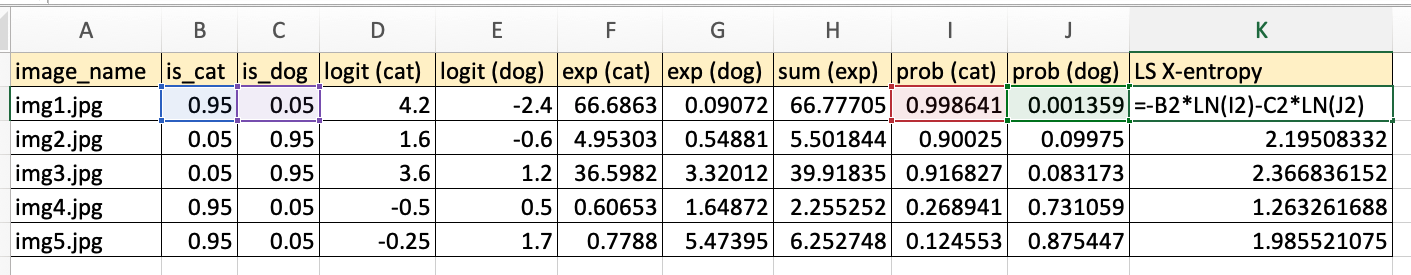 A B C D E F G H I J K
image_name is_cat is_dog logit (cat) logit (dog) exp (cat) exp (dog) sum (exp) prob (cat) prob (dog) LS X-entropy
img1.jpg 0.95 0.05 4.2 -2.4 66.6863 0.09072 66.77705 0.998641 0.001359 =-B2*LN(I2)-C2*LN(J2)
img2.jpg 0.05 0.95 1.6 -0.6 4.95303 0.54881 5.501844 0.90025 0.09975 2.19508332
img3.jpg 0.05 0.95 3.6 1.2 36.5982 3.32012 39.91835 0.916827 0.083173 2.366836152
img4.jpg 0.95 0.05 -0.5 0.5 0.60653 1.64872 2.255252 0.268941 0.731059 1.263261688
img5.jpg 0.95 0.05 -0.25 1.7 0.7788 5.47395 6.252748 0.124553 0.875447 1.985521075